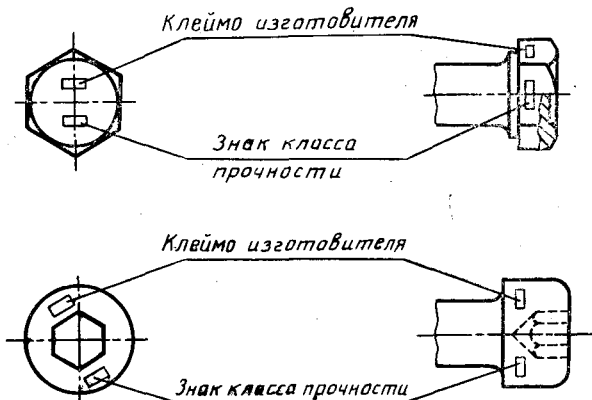 Клеймо изготовителя
Знак класса
прочности
Клеймо изготовителя
Знак класса прочности